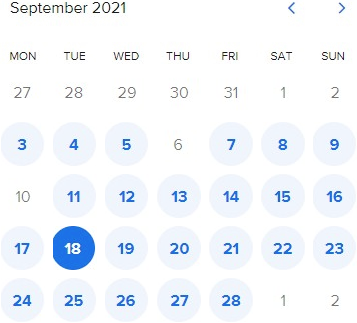 September 2021
MON TUE WED THU FRI SAT SUN
27 28 29 30 31 1 2
3 4 5 6 7 8 9
10 11 12 13 14 15 16
17 18 19 20 21 22 23
24 25 26 27 28 1 2